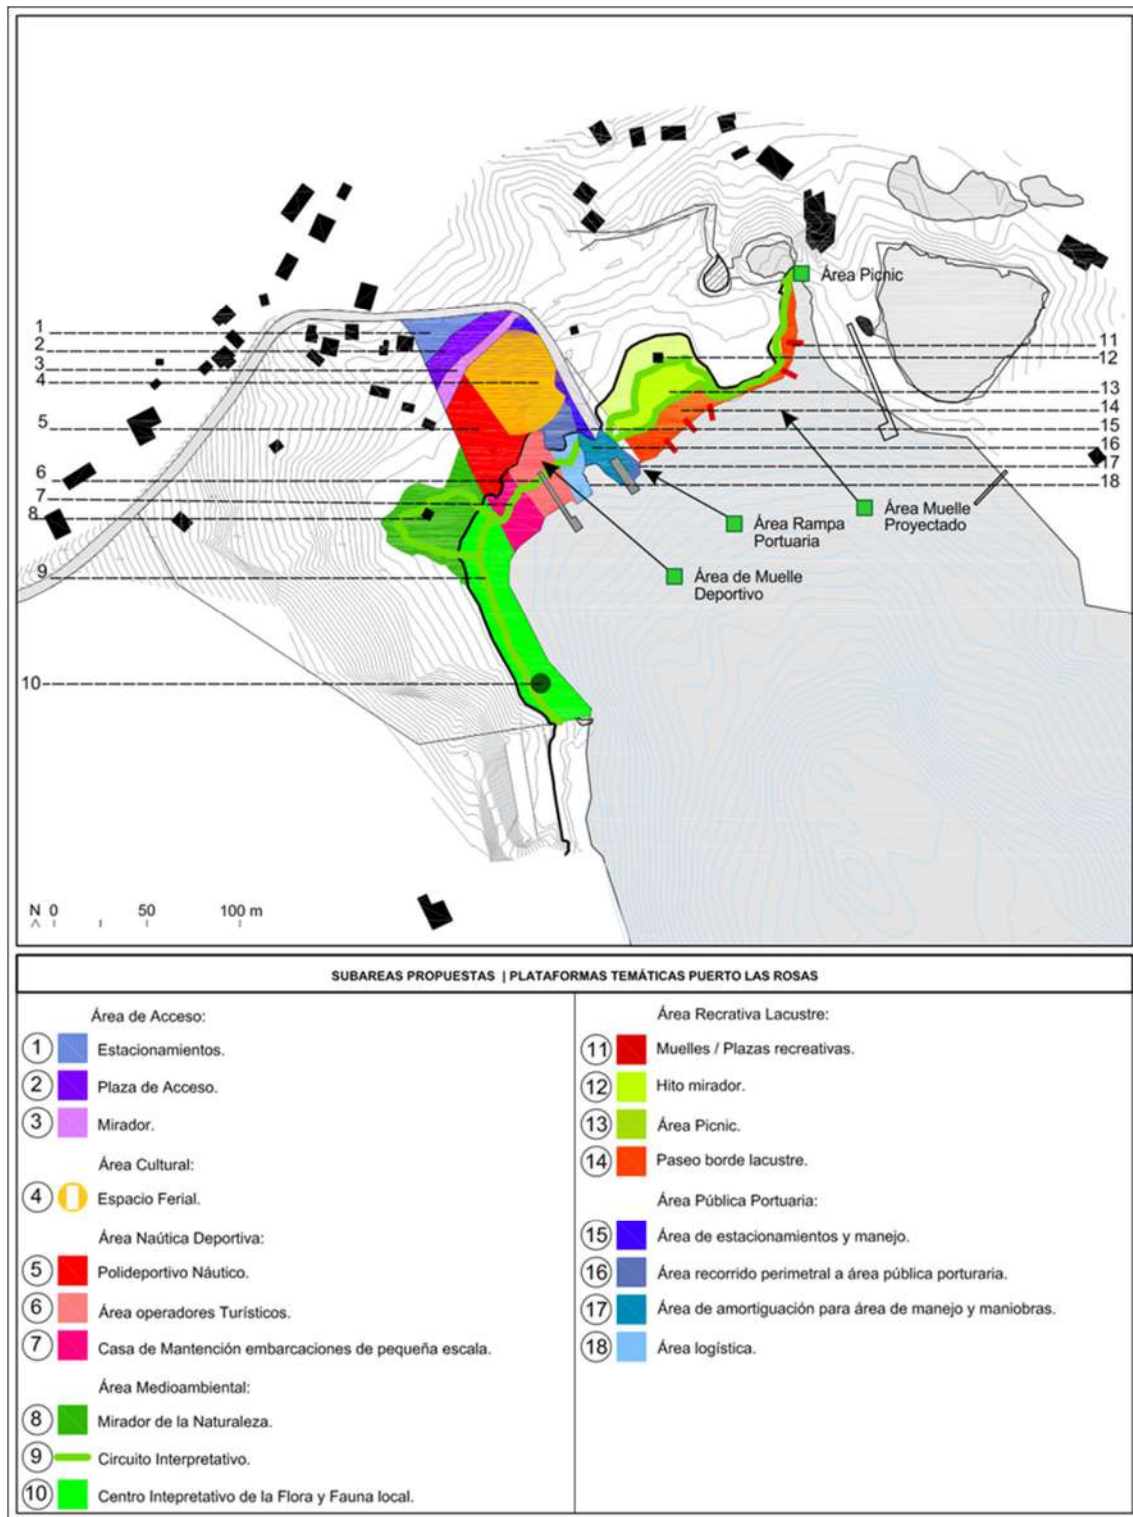 1
2
3
4
5
6
7
8
9
10
Área Picnic
11
12
13
14
15
16
17
18
Área Muelle
Proyectado
Área Rampa
Portuaria
Área de Muelle
Deportivo
N 0 50 100 m
SUBAREAS PROPUESTAS | PLATAFORMAS TEMÁTICAS PUERTO LAS ROSAS
Área de Acceso:
1 Estacionamientos.
2 Plaza de Acceso.
3 Mirador.
Área Cultural:
4 Espacio Ferial.
Área Naútica Deportiva:
5 Polideportivo Náutico.
6 Área operadores Turísticos.
7 Casa de Mantención embarcaciones de pequeña escala.
Área Medioambiental:
8 Mirador de la Naturaleza.
9 Circuito Interpretativo.
10 Centro Intepretativo de la Flora y Fauna local.
Área Recrativa Lacustre:
11 Muelles / Plazas recreativas.
12 Hito mirador.
13 Área Picnic.
14 Paseo borde lacustre.
Área Pública Portuaria:
15 Área de estacionamientos y manejo.
16 Área recorrido perimetral a área pública porturaria.
17 Área de amortiguación para área de manejo y maniobras.
18 Área logística.